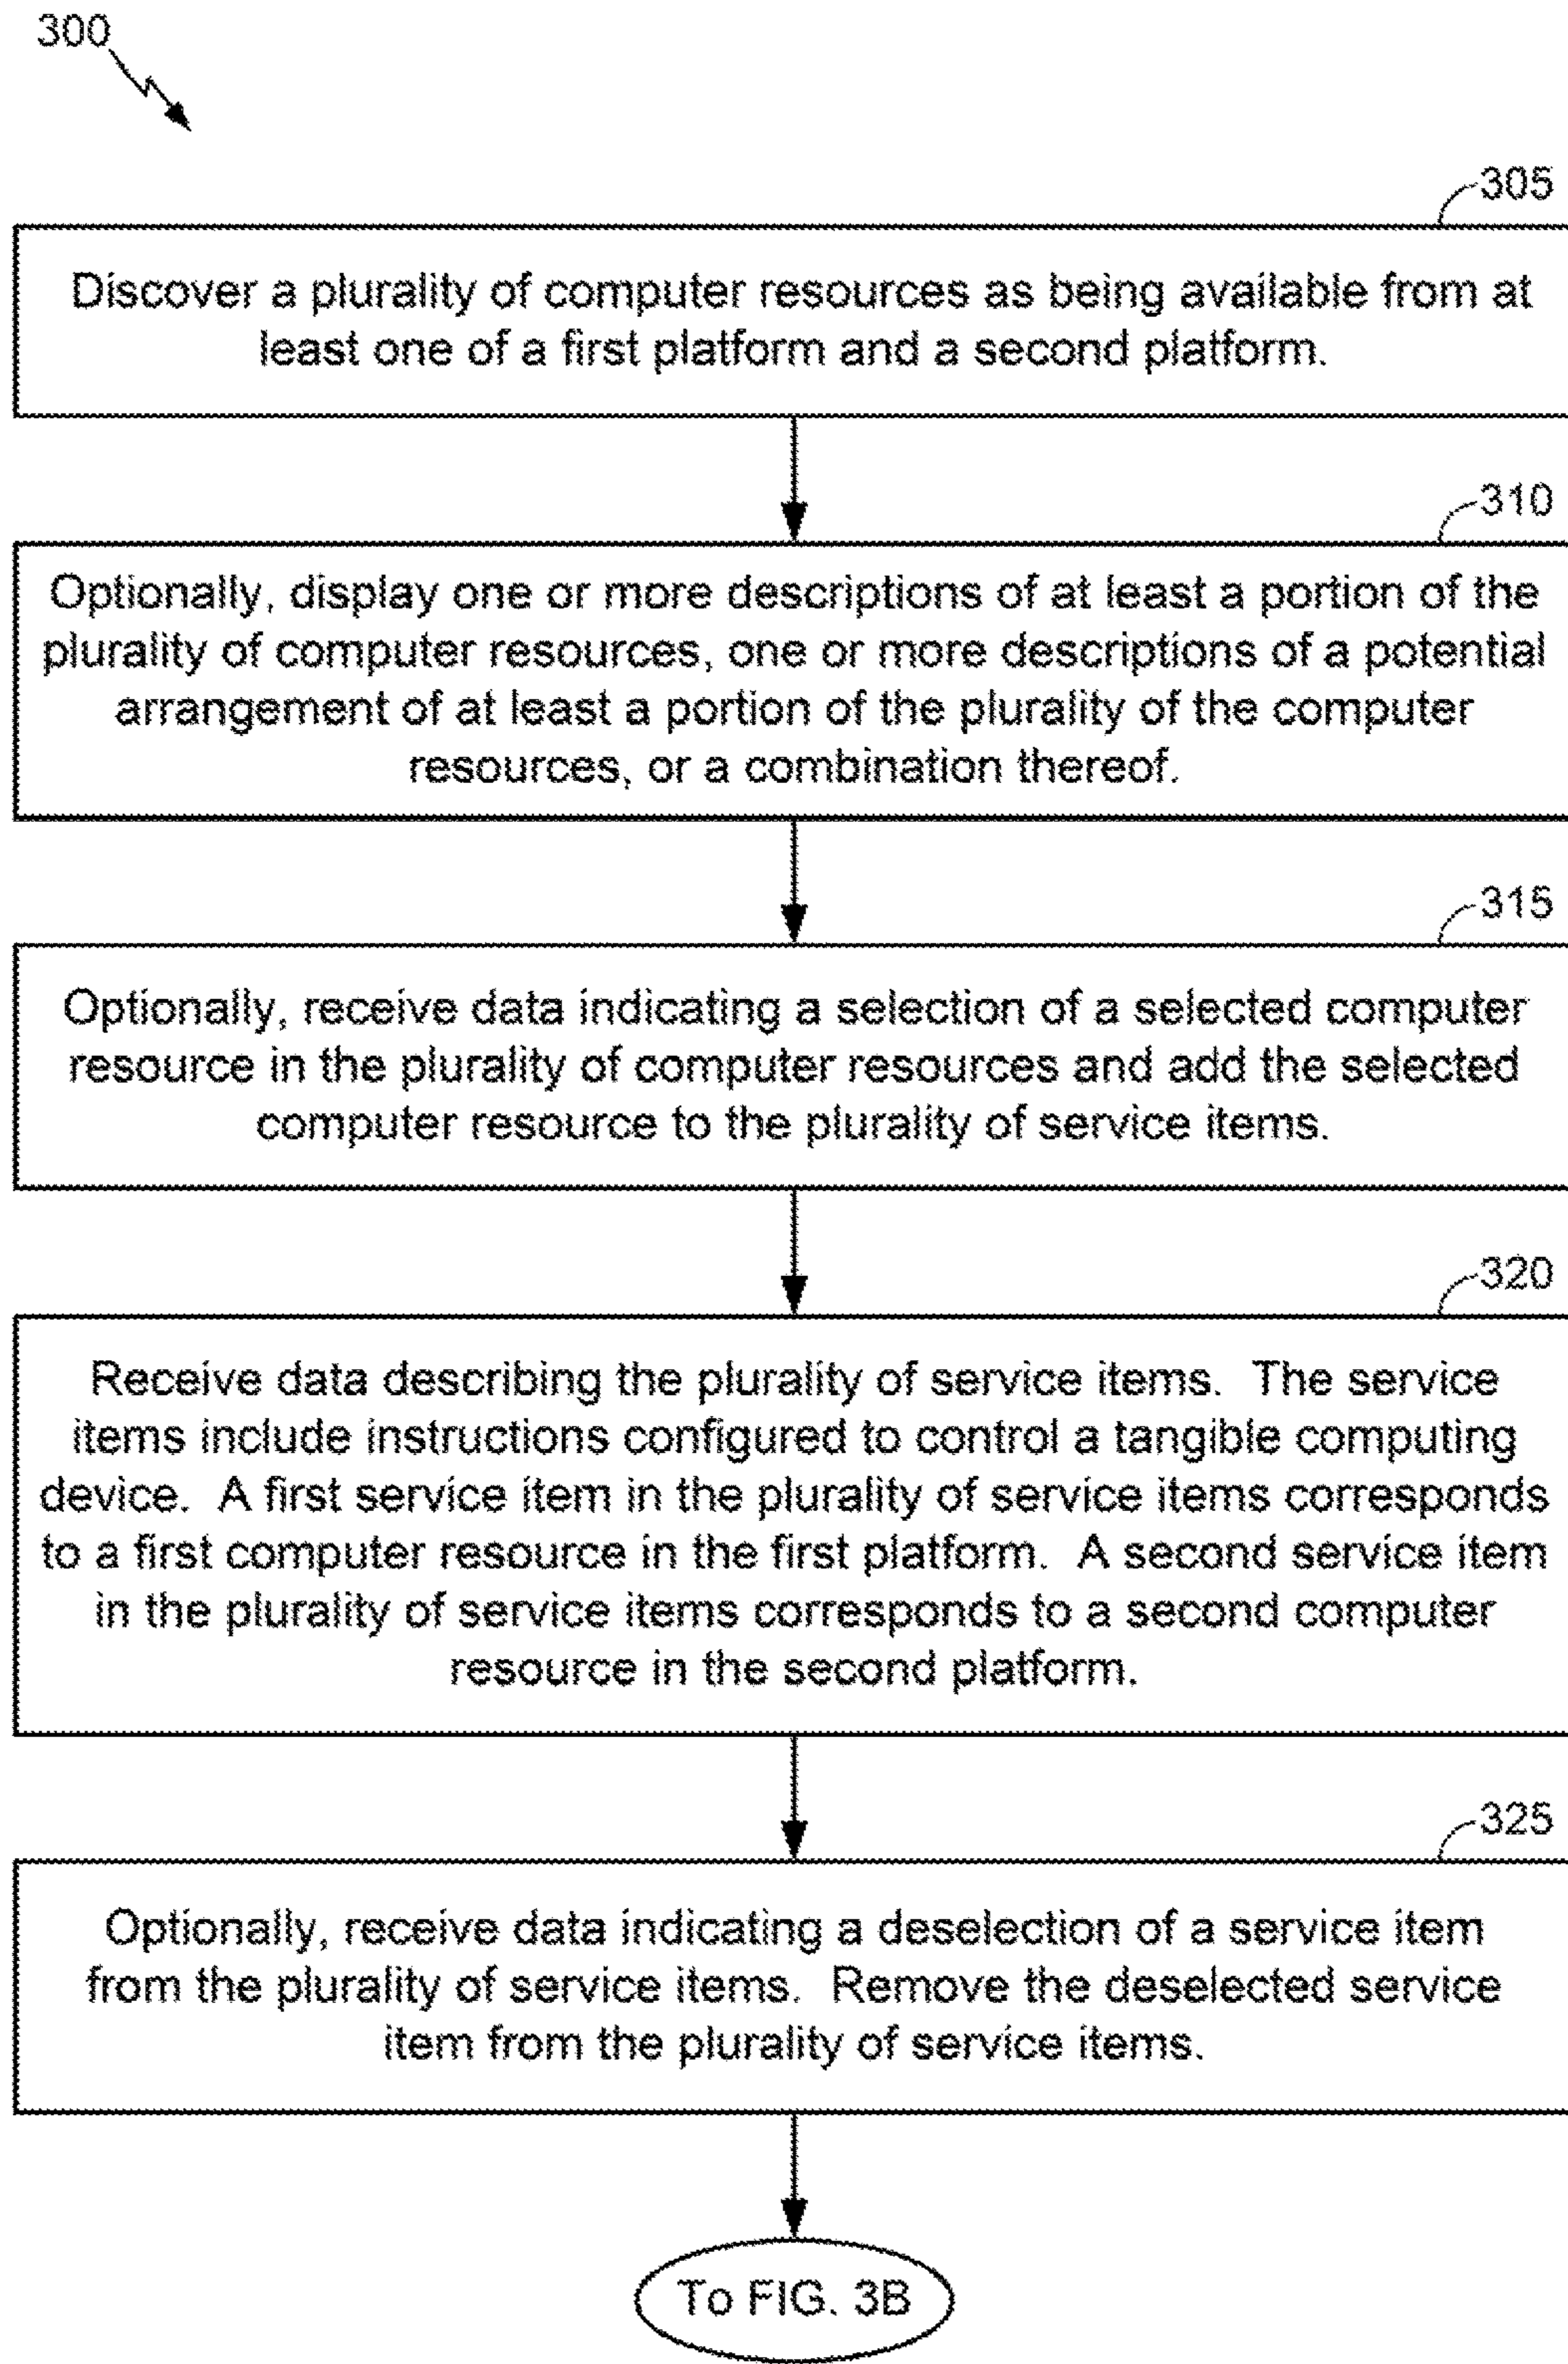 300
305
Discover a plurality of computer resources as being available from at
least one of a first platform and a second platform.
310
Optionally, display one or more descriptions of at least a portion of the
plurality of computer resources, one or more descriptions of a potential
arrangement of at least a portion of the plurality of the computer
resources, or a combination thereof.
315
Optionally, receive data indicating a selection of a selected computer
resource in the plurality of computer resources and add the selected
computer resource to the plurality of service items.
320
Receive data describing the plurality of service items. The service
items include instructions configured to control a tangible computing
device. A first service item in the plurality of service items corresponds
to a first computer resource in the first platform. A second service item
in the plurality of service items corresponds to a second computer
resource in the second platform.
325
Optionally, receive data indicating a deselection of a service item
from the plurality of service items. Remove the deselected service
item from the plurality of service items.
To FIG. 3B